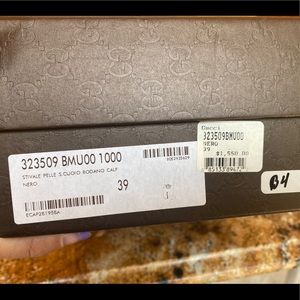 323509 BMU00 1000
STIVALE PELLE S.CUOIO RODANO CALF
NERO
39
Gucci
323509BMU00
NERO
39
$1,550.00
B4